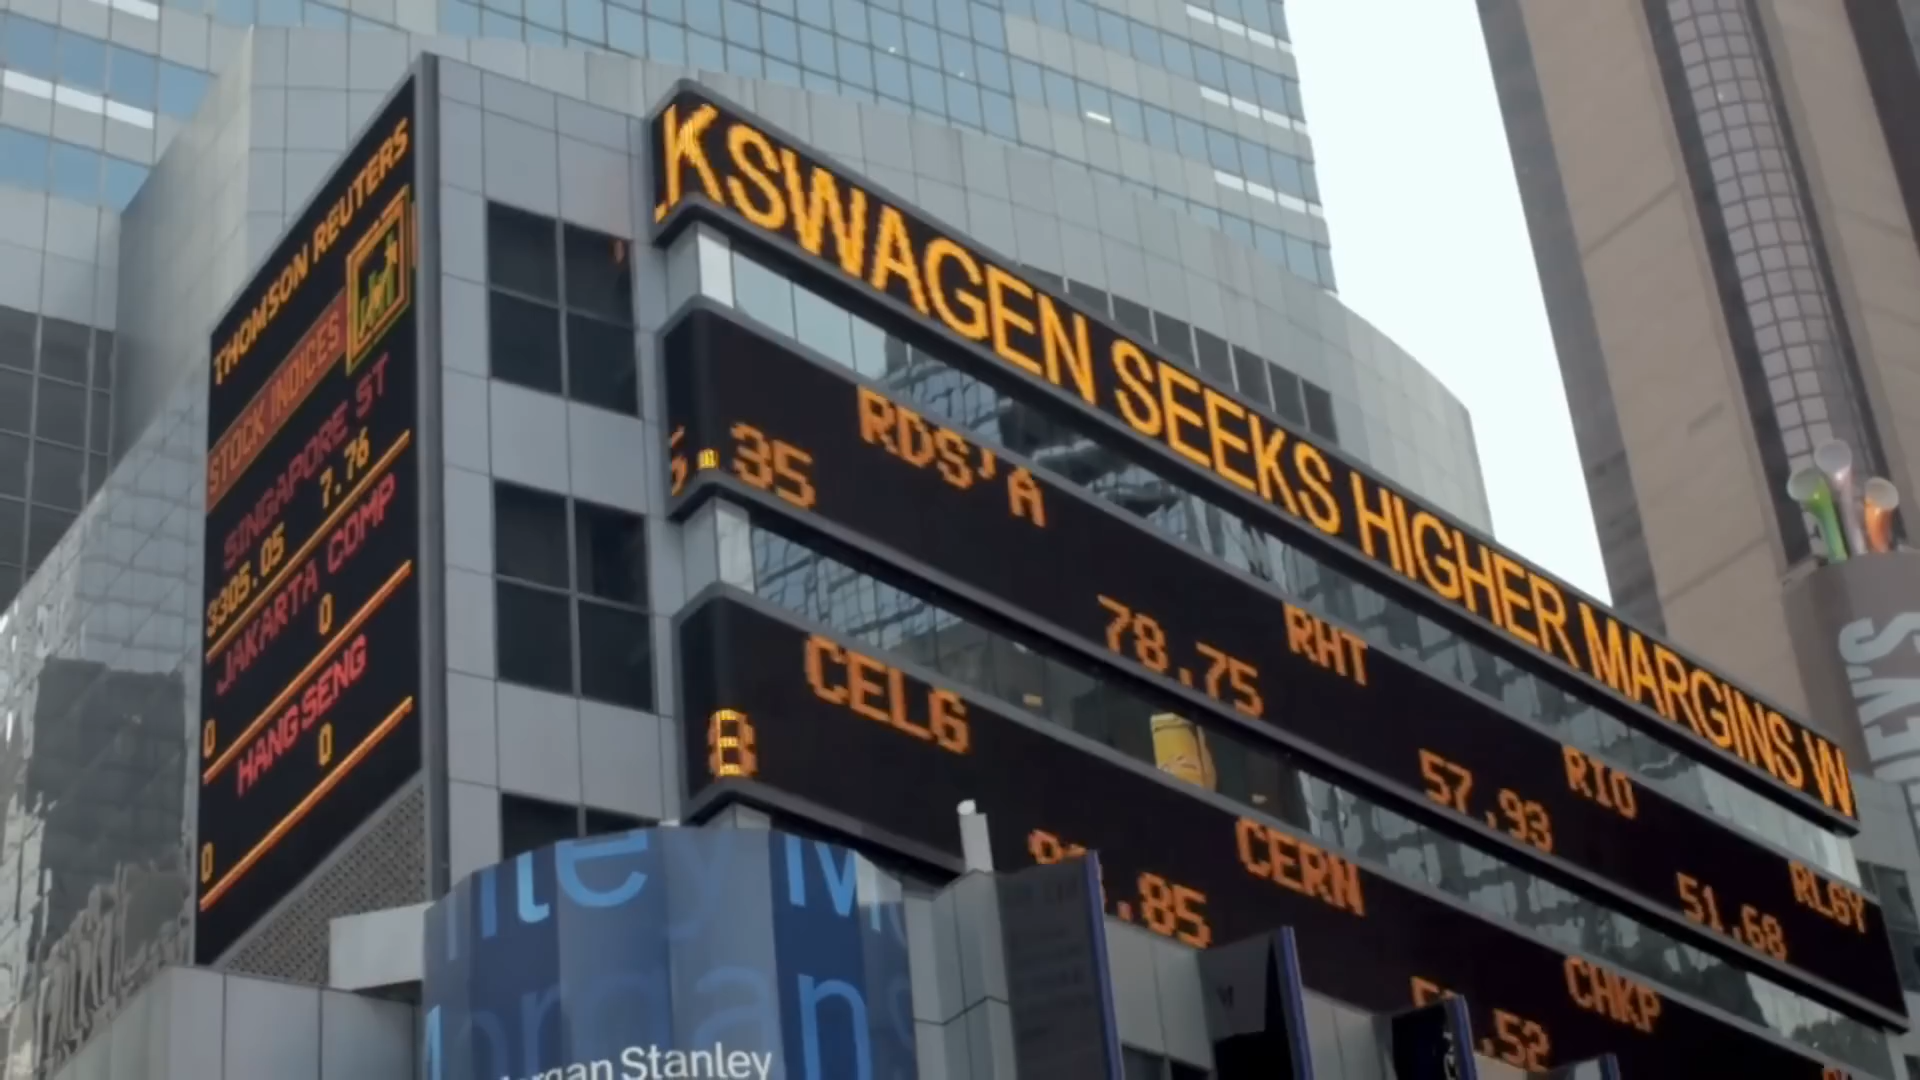 THOMSON REUTERS
STOCK INDICES
SINGAPORE ST
3305.05 7.76
JAKARTA COMP
0 0
HANG SENG
0 0
KSWAGEN SEEKS HIGHER MARGINS W
.35 RDS'A 78.75 RHT 57.93 RIO 51.68 RLGY
8 CELG .85 CERN .52 CHKP
Morgan Stanley